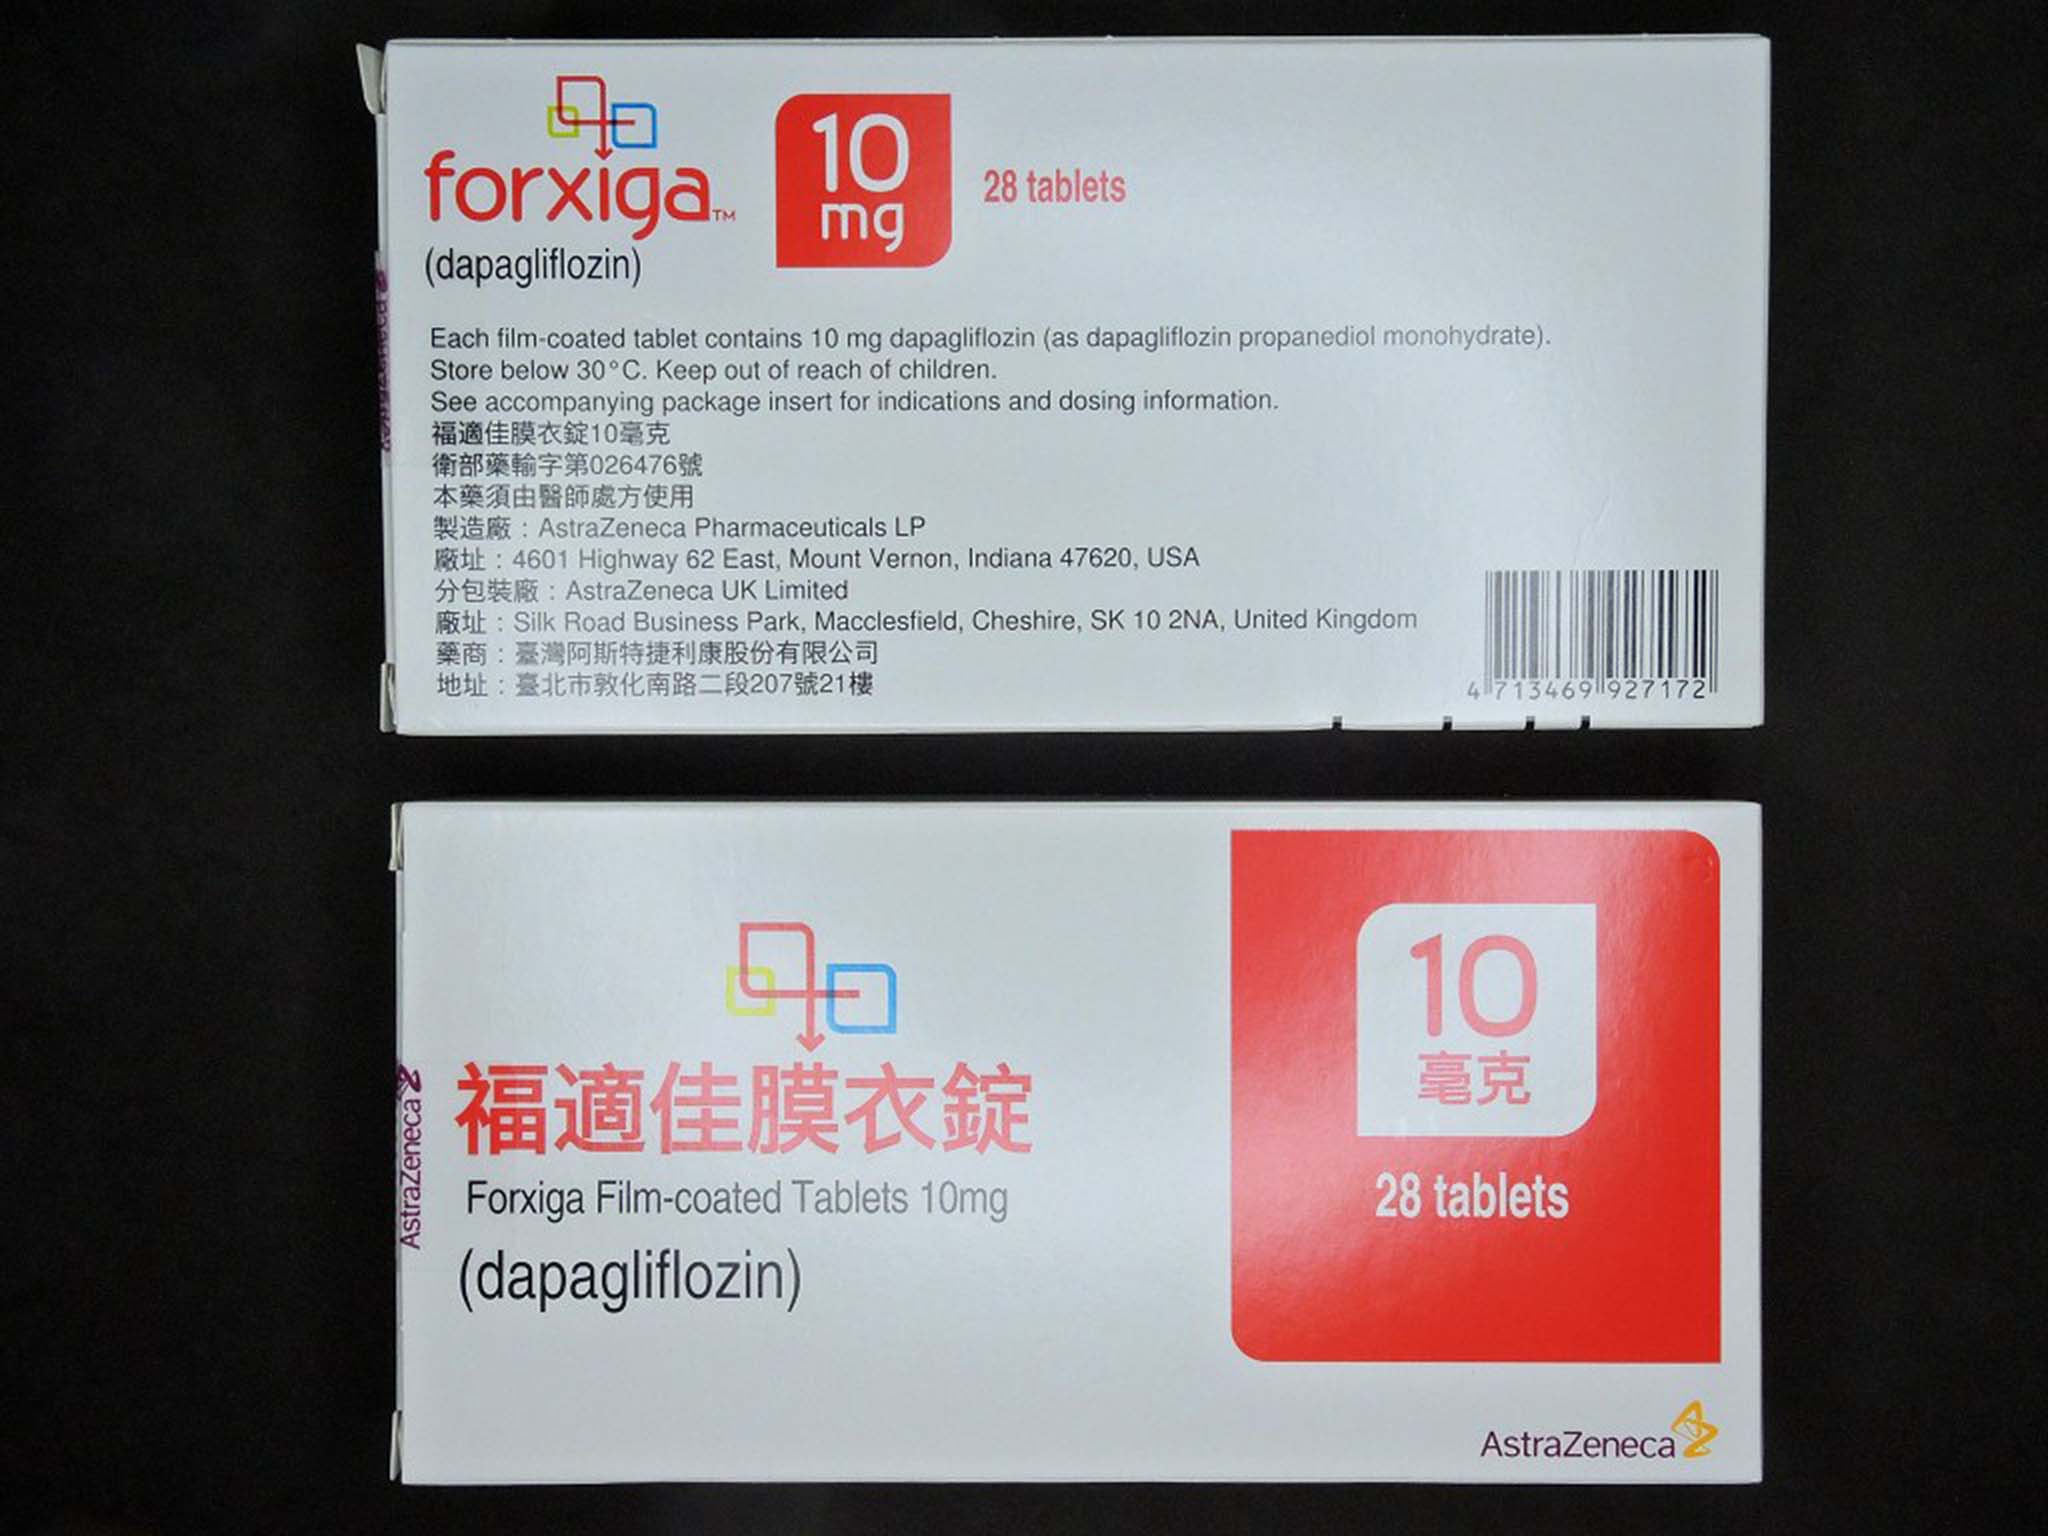 forxiga™
(dapagliflozin)
10
mg
28 tablets
Each film-coated tablet contains 10 mg dapagliflozin (as dapagliflozin propanediol monohydrate).
Store below 30°C. Keep out of reach of children.
See accompanying package insert for indications and dosing information.
福適佳膜衣錠10毫克
衛部藥輸字第026476號
本藥須由醫師處方使用
製造廠：AstraZeneca Pharmaceuticals LP
廠址：4601 Highway 62 East, Mount Vernon, Indiana 47620, USA
分包裝廠：AstraZeneca UK Limited
廠址：Silk Road Business Park, Macclesfield, Cheshire, SK 10 2NA, United Kingdom
藥商：臺灣阿斯特捷利康股份有限公司
地址：臺北市敦化南路二段207號21樓
4 713469 927172
AstraZeneca
福適佳膜衣錠
Forxiga Film-coated Tablets 10mg
(dapagliflozin)
10
毫克
28 tablets
AstraZeneca